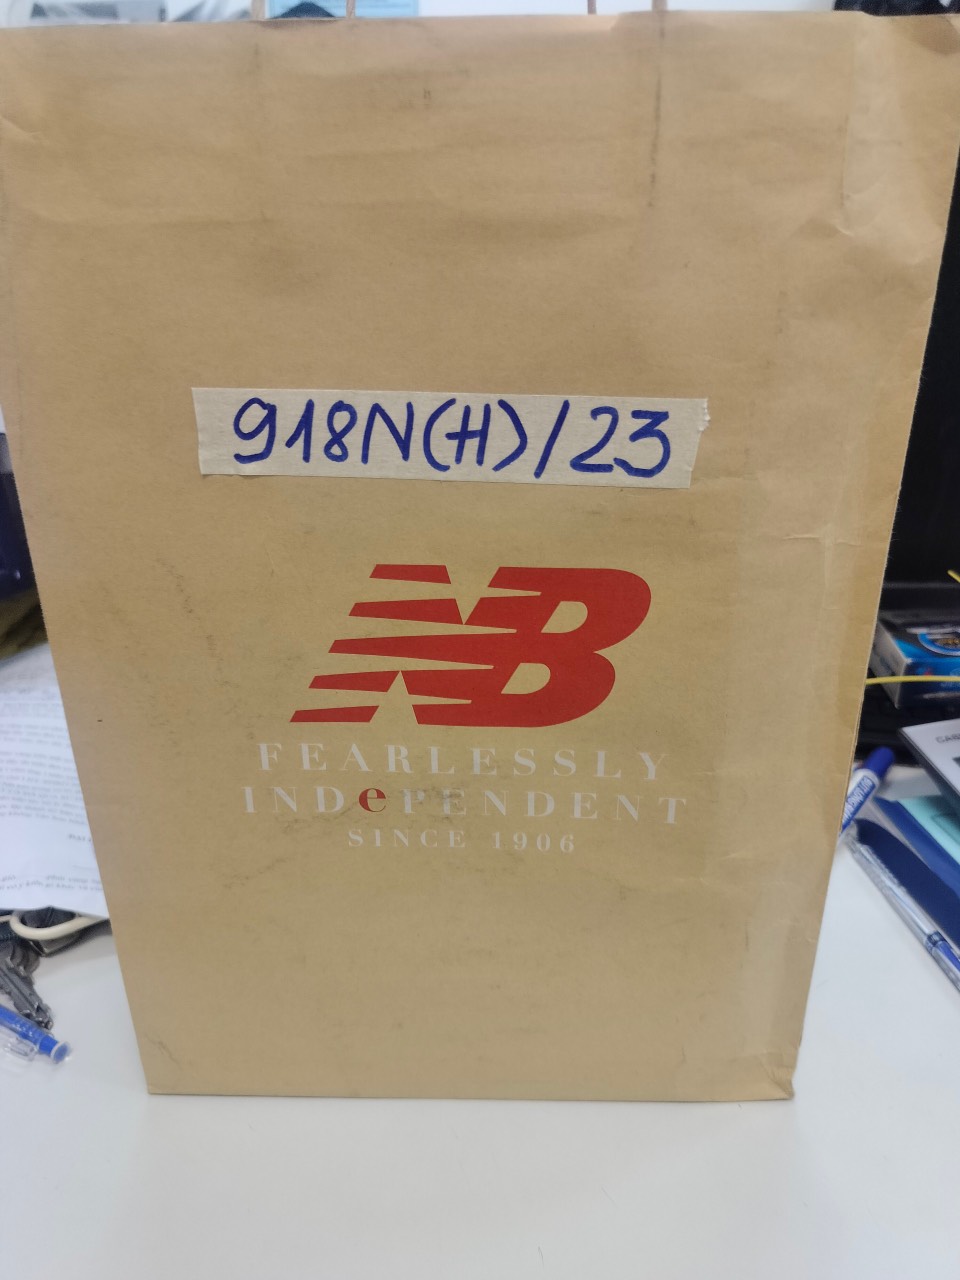 918N(H)/23
NB
FEARLESSLY
INDePENDENT
SINCE 1906